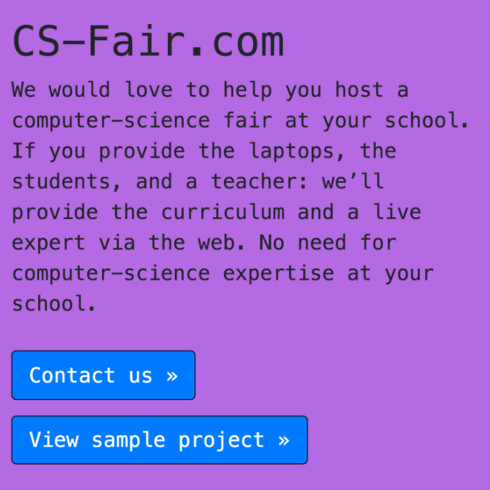 CS-Fair.com
We would love to help you host a
computer-science fair at your school.
If you provide the laptops, the
students, and a teacher: we’ll
provide the curriculum and a live
expert via the web. No need for
computer-science expertise at your
school.
Contact us »
View sample project »